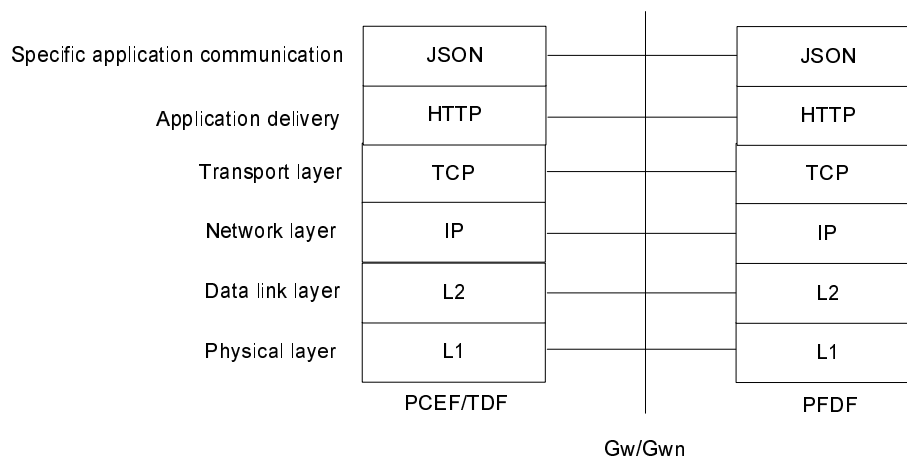 Specific application communication JSON JSON
Application delivery HTTP HTTP
Transport layer TCP TCP
Network layer IP IP
Data link layer L2 L2
Physical layer L1 L1
PCEF/TDF PFDF
Gw/Gwn